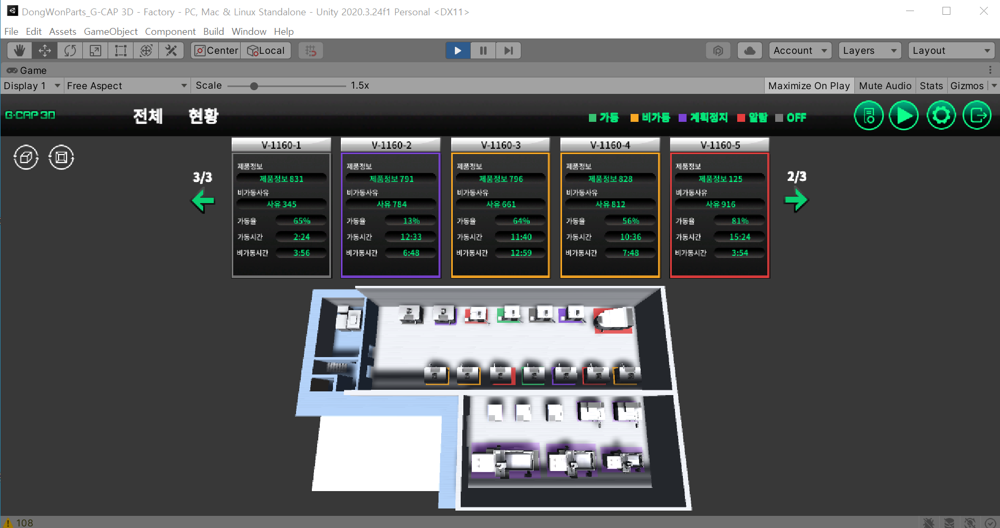 DongWonParts_G-CAP 3D - Factory - PC, Mac & Linux Standalone - Unity 2020.3.24f1 Personal <DX11>
File Edit Assets GameObject Component Build Window Help
Center Local Account Layers Layout
Game
Display 1 Free Aspect Scale 1.5x Maximize On Play Mute Audio Stats Gizmos
G-CAP 3D 전체 현황 가동 비가동 계획정지 알람 OFF
3/3
V-1160-1
제품정보
제품정보 831
비가동사유
사유 345
가동율 65%
가동시간 2:24
비가동시간 3:56
V-1160-2
제품정보
제품정보 791
비가동사유
사유 784
가동율 13%
가동시간 12:33
비가동시간 6:48
V-1160-3
제품정보
제품정보 796
비가동사유
사유 661
가동율 64%
가동시간 11:40
비가동시간 12:59
V-1160-4
제품정보
제품정보 828
비가동사유
사유 812
가동율 56%
가동시간 10:36
비가동시간 7:48
V-1160-5
제품정보
제품정보 125
비가동사유
사유 916
가동율 81%
가동시간 15:24
비가동시간 3:54
2/3
108